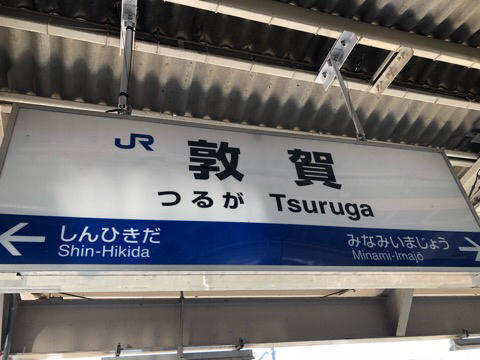 JR 敦賀
つるが Tsuruga
しんひきだ
Shin-Hikida
みなみいまじょう
Minami-Imajō